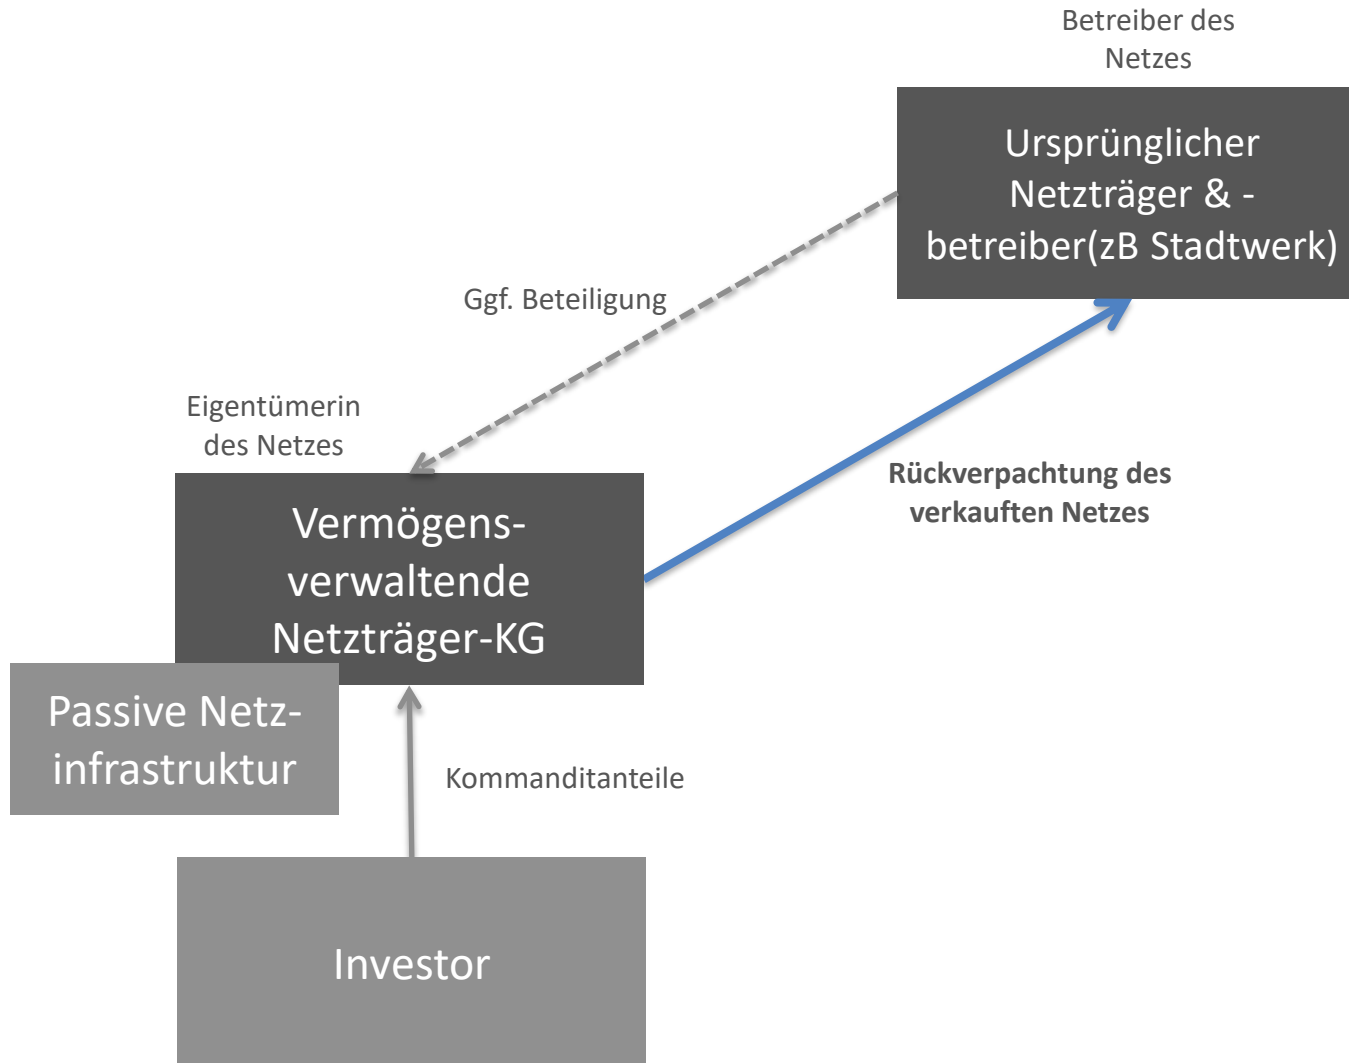 Betreiber des
Netzes
Ursprünglicher
Netzträger & -
betreiber(zB Stadtwerk)
Ggf. Beteiligung
Eigentümerin
des Netzes
Rückverpachtung des
verkauften Netzes
Vermögens-
verwaltende
Netzträger-KG
Passive Netz-
infrastruktur
Kommanditanteile
Investor